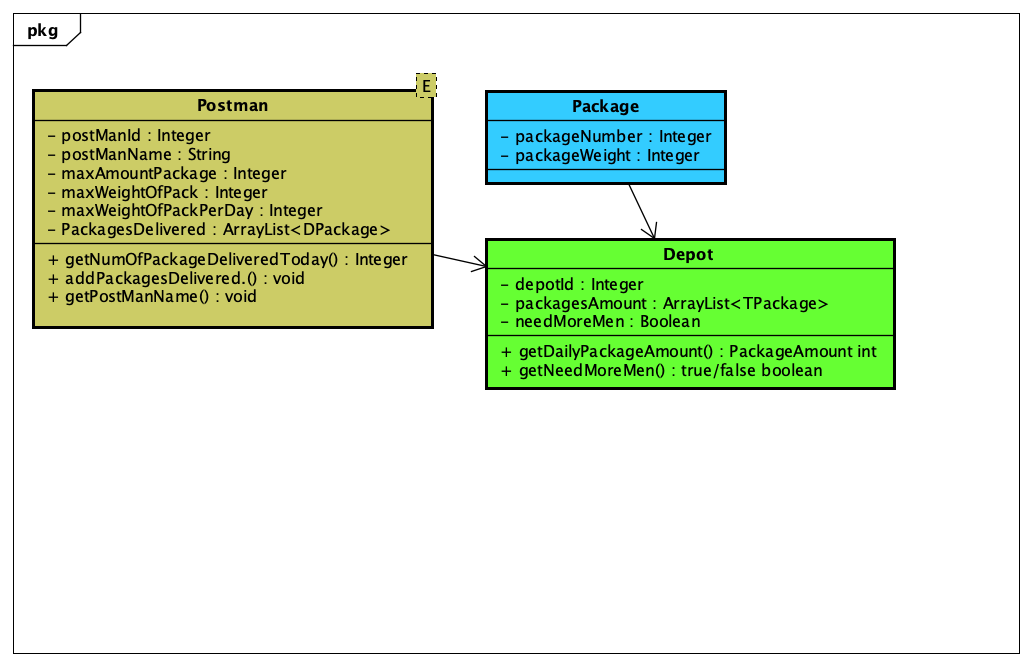 pkg
E
Postman
- postManId : Integer
- postManName : String
- maxAmountPackage : Integer
- maxWeightOfPack : Integer
- maxWeightOfPackPerDay : Integer
- PackagesDelivered : ArrayList<DPackage>
+ getNumOfPackageDeliveredToday() : Integer
+ addPackagesDelivered.() : void
+ getPostManName() : void
Package
- packageNumber : Integer
- packageWeight : Integer
Depot
- depotId : Integer
- packagesAmount : ArrayList<TPackage>
- needMoreMen : Boolean
+ getDailyPackageAmount() : PackageAmount int
+ getNeedMoreMen() : true/false boolean